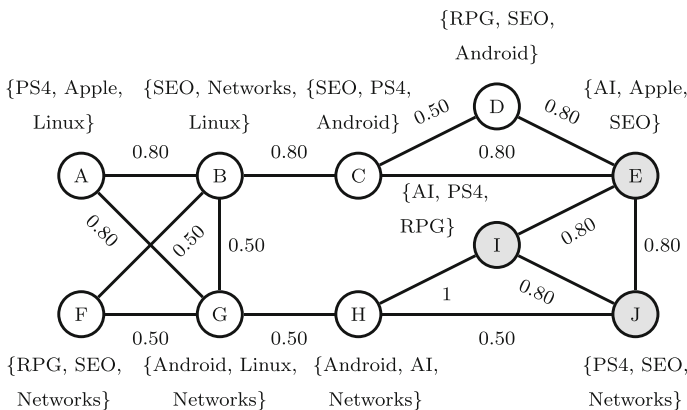 {RPG, SEO,
Android}
{PS4, Apple,
Linux}
{SEO, Networks,
Linux}
{SEO, PS4,
Android}
{AI, Apple,
SEO}
D
0.50
0.80
0.80
0.80
0.80
A
B
C
E
{AI, PS4,
RPG}
0.80
0.50
0.50
I
0.80
0.80
1
0.80
F
G
H
J
0.50
0.50
0.50
{RPG, SEO,
Networks}
{Android, Linux,
Networks}
{Android, AI,
Networks}
{PS4, SEO,
Networks}